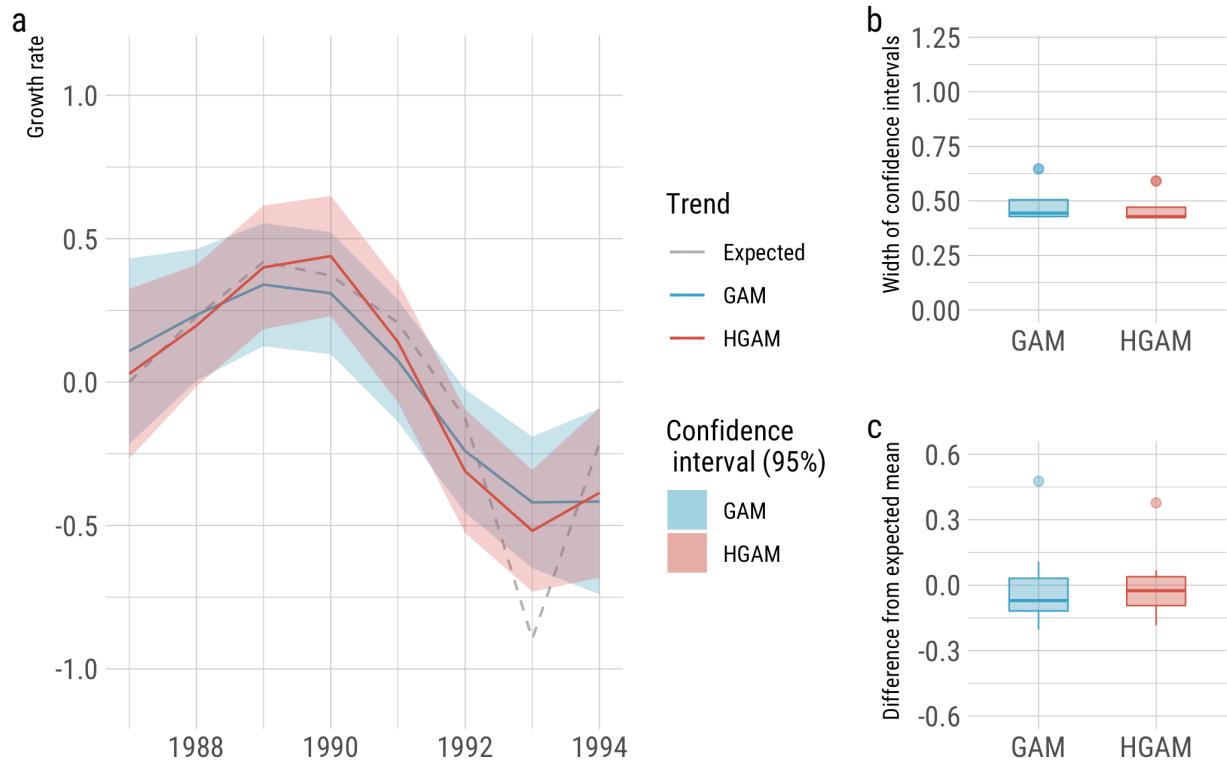 a
Growth rate
1.0
0.5
0.0
-0.5
-1.0
1988
1990
1992
1994
Trend
Expected
GAM
HGAM
Confidence
interval (95%)
GAM
HGAM
b
Width of confidence intervals
1.25
1.00
0.75
0.50
0.25
0.00
GAM
HGAM
c
Difference from expected mean
0.6
0.3
0.0
-0.3
-0.6
GAM
HGAM